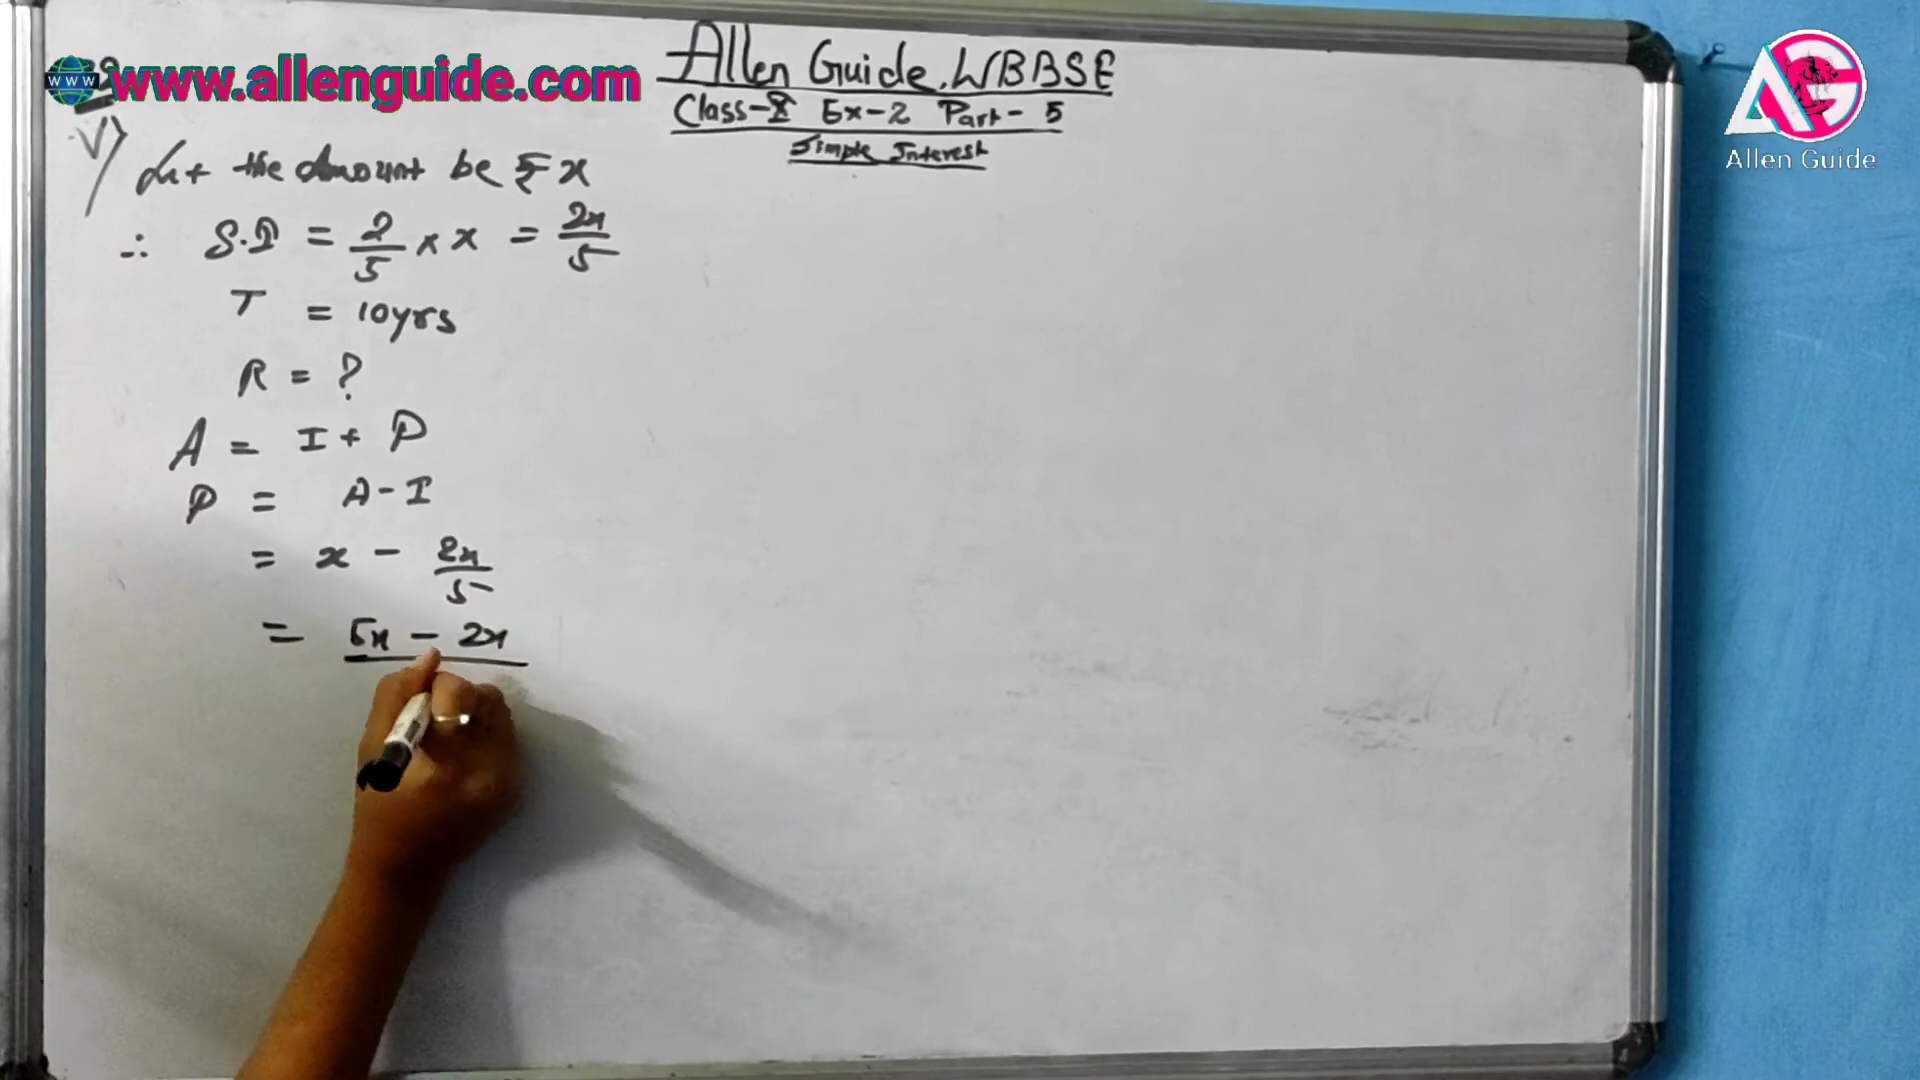 www.allenguide.com
Allen Guide. WBBSE
Class-X Ex-2 Part- 5
Simple Interest
Allen Guide
V) Let the Amount be ₹ x
∴ S.I = 2/5 × x = 2x/5
T = 10yrs
R = ?
A = I + P
P = A - I
= x - 2x/5
= 5x - 2x